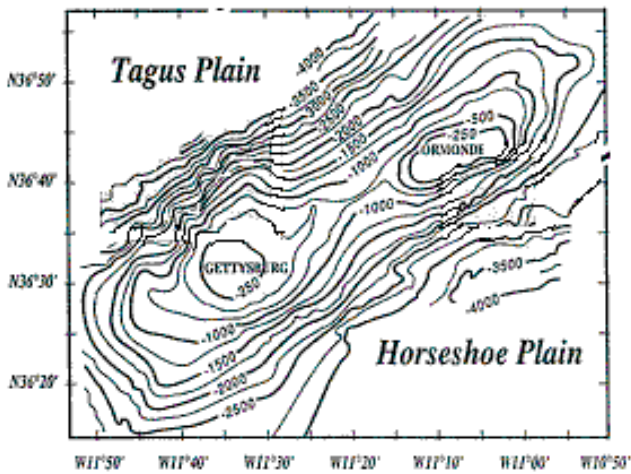 Tagus Plain
-4000
-3500
-3000
-2500
-2000
-1500
-1000
-500
-250
ORMONDE
-1000
GETTYSBURG
-250
-1000
-1500
-2000
-2500
-3500
-4000
Horseshoe Plain
N36°50'
N36°40'
N36°30'
N36°20'
W11°50' W11°40' W11°30' W11°20' W11°10' W11°00' W10°50'